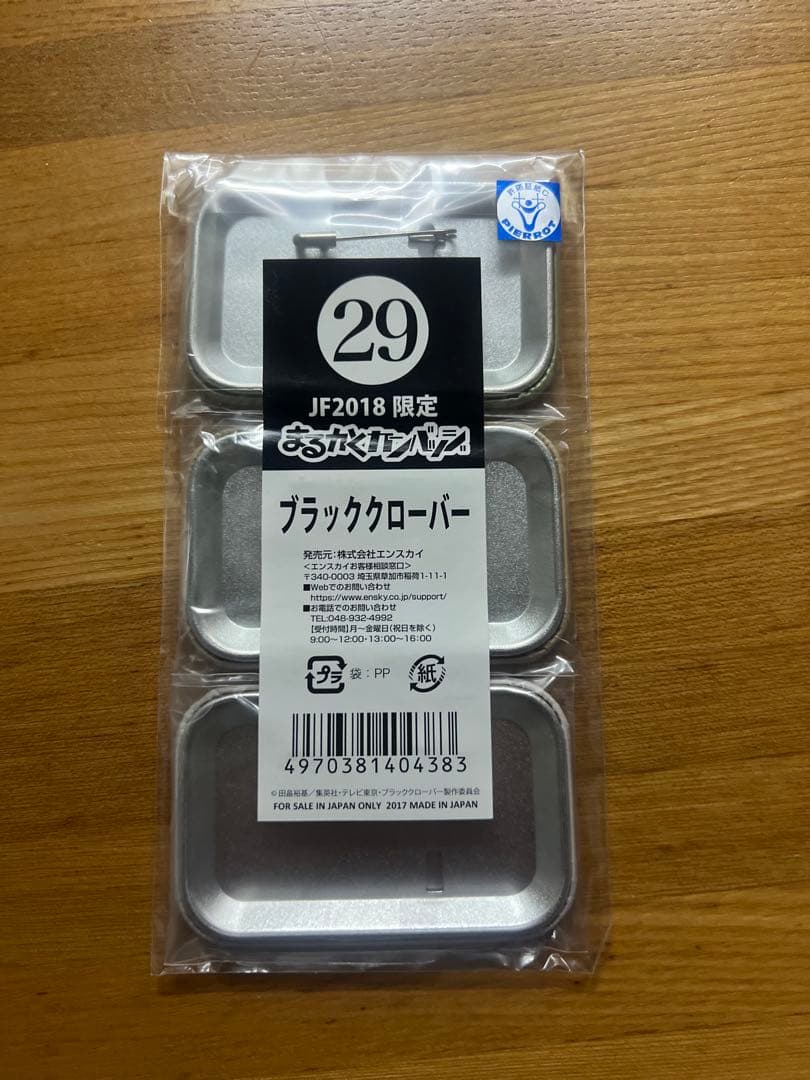 許諾証紙C
PIERROT
29
JF2018 限定
まるかくカンバッジ
ブラッククローバー
発売元：株式会社エンスカイ
＜エンスカイお客様相談窓口＞
〒340-0003 埼玉県草加市稲荷1-11-1
■Webでのお問い合わせ
https://www.ensky.co.jp/support/
■お電話でのお問い合わせ
TEL:048-932-4992
【受付時間】月〜金曜日（祝日を除く）
9:00〜12:00・13:00〜16:00
プラ 袋：PP 紙
4970381404383
©田畠裕基／集英社・テレビ東京・ブラッククローバー製作委員会
FOR SALE IN JAPAN ONLY 2017 MADE IN JAPAN